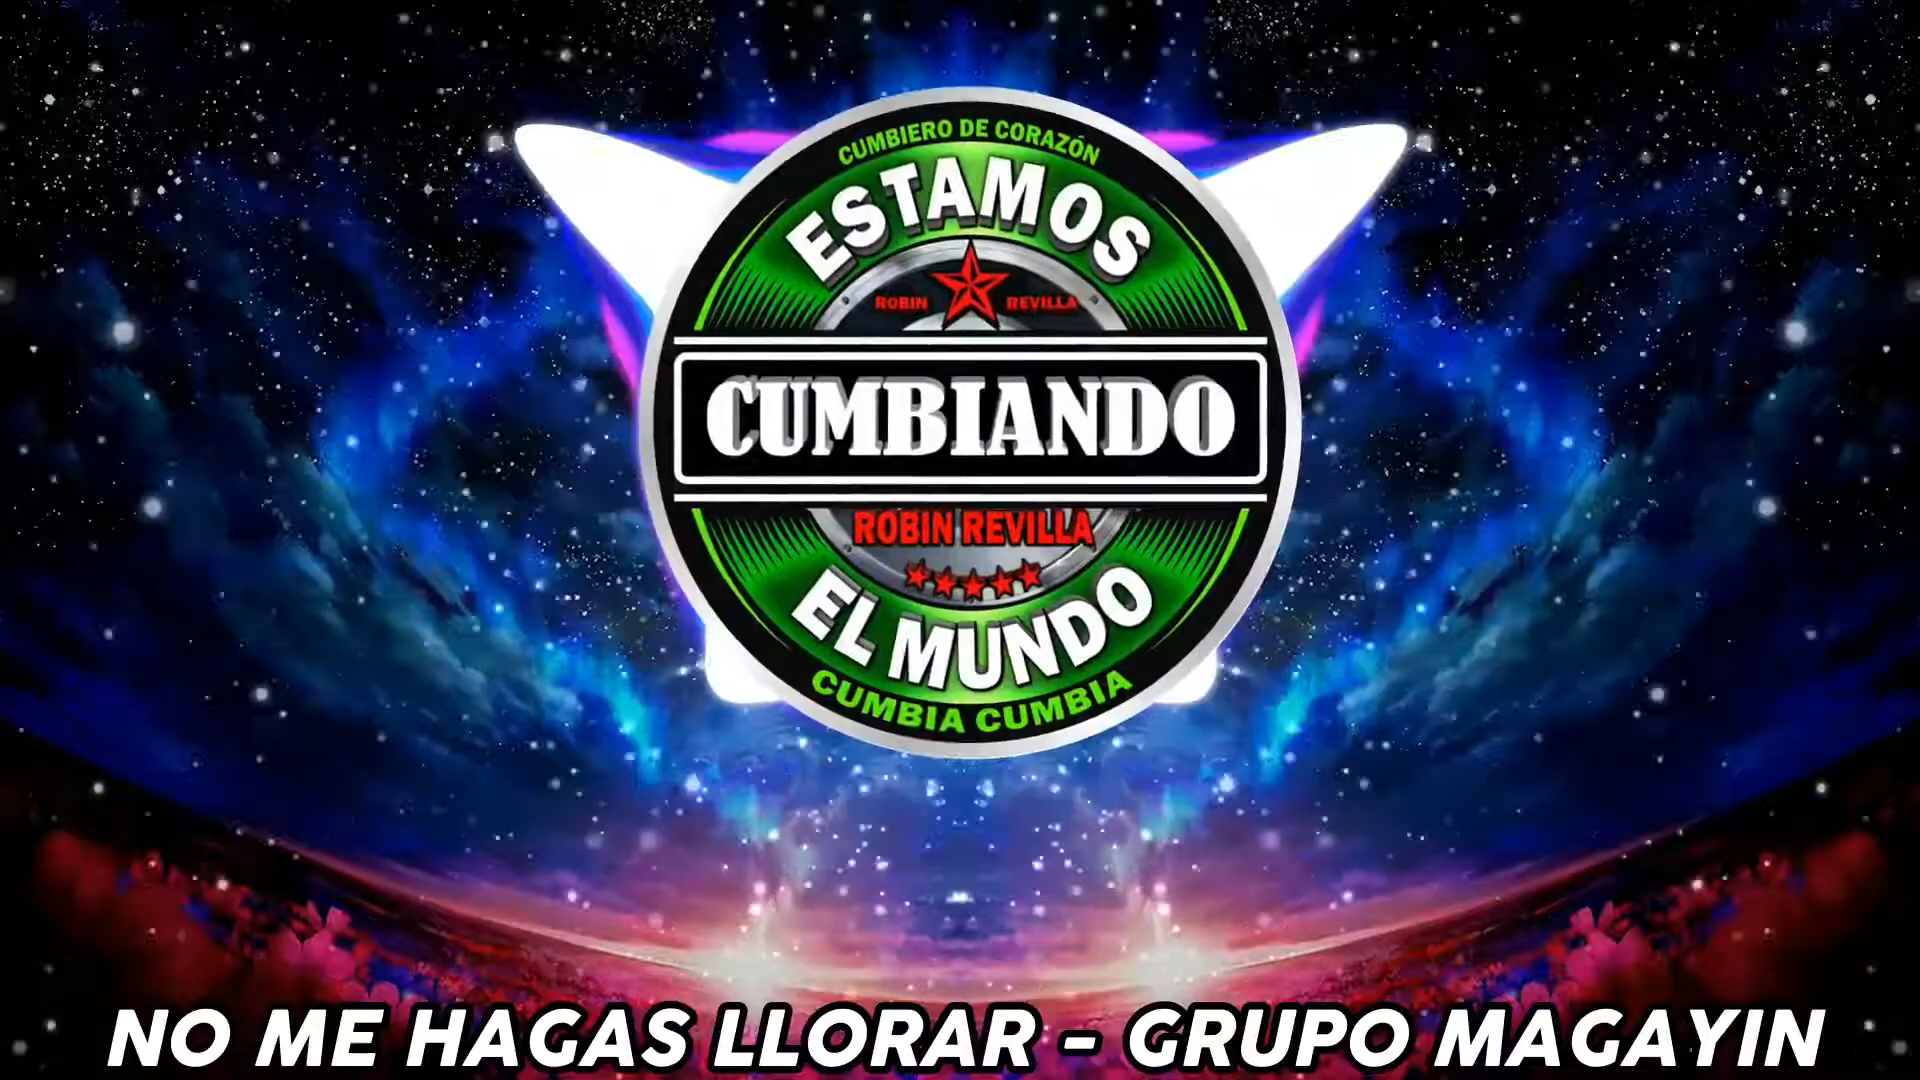 CUMBIERO DE CORAZÓN
ESTAMOS
ROBIN REVILLA
CUMBIANDO
ROBIN REVILLA
EL MUNDO
CUMBIA CUMBIA
NO ME HAGAS LLORAR - GRUPO MAGAYIN